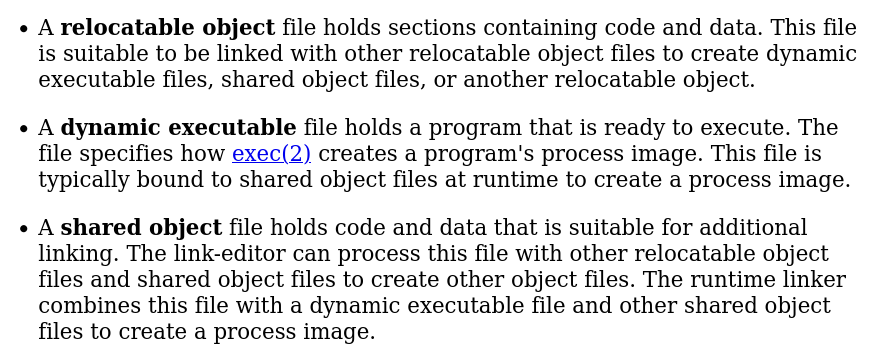 • A relocatable object file holds sections containing code and data. This file
is suitable to be linked with other relocatable object files to create dynamic
executable files, shared object files, or another relocatable object.
• A dynamic executable file holds a program that is ready to execute. The
file specifies how exec(2) creates a program's process image. This file is
typically bound to shared object files at runtime to create a process image.
• A shared object file holds code and data that is suitable for additional
linking. The link-editor can process this file with other relocatable object
files and shared object files to create other object files. The runtime linker
combines this file with a dynamic executable file and other shared object
files to create a process image.